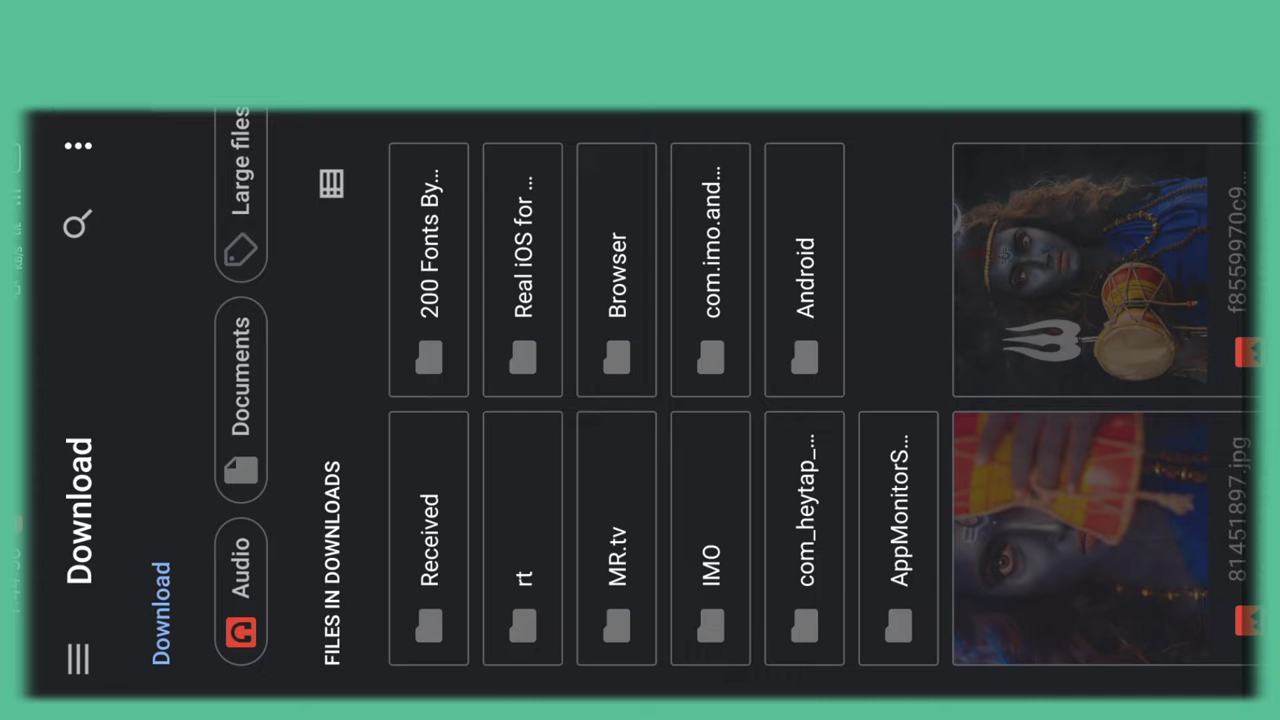 Download
Download
Audio
Documents
Large files
FILES IN DOWNLOADS
Received
200 Fonts By...
rt
Real iOS for ...
MR.tv
Browser
IMO
com.imo.and...
com_heytap_...
Android
AppMonitorS...
81451897.jpg
f8559970c9...